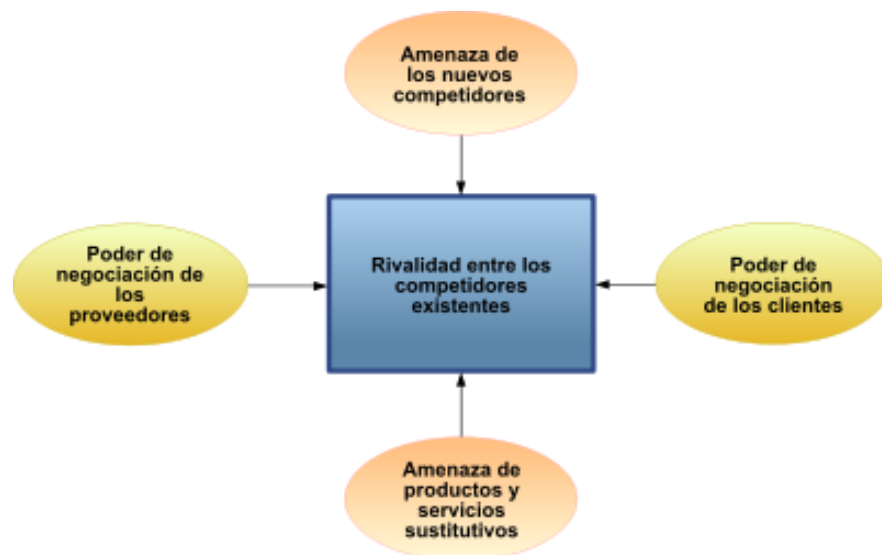 Amenaza de
los nuevos
competidores
Poder de
negociación de
los
proveedores
Rivalidad entre los
competidores
existentes
Poder de
negociación
de los clientes
Amenaza de
productos y
servicios
sustitutivos